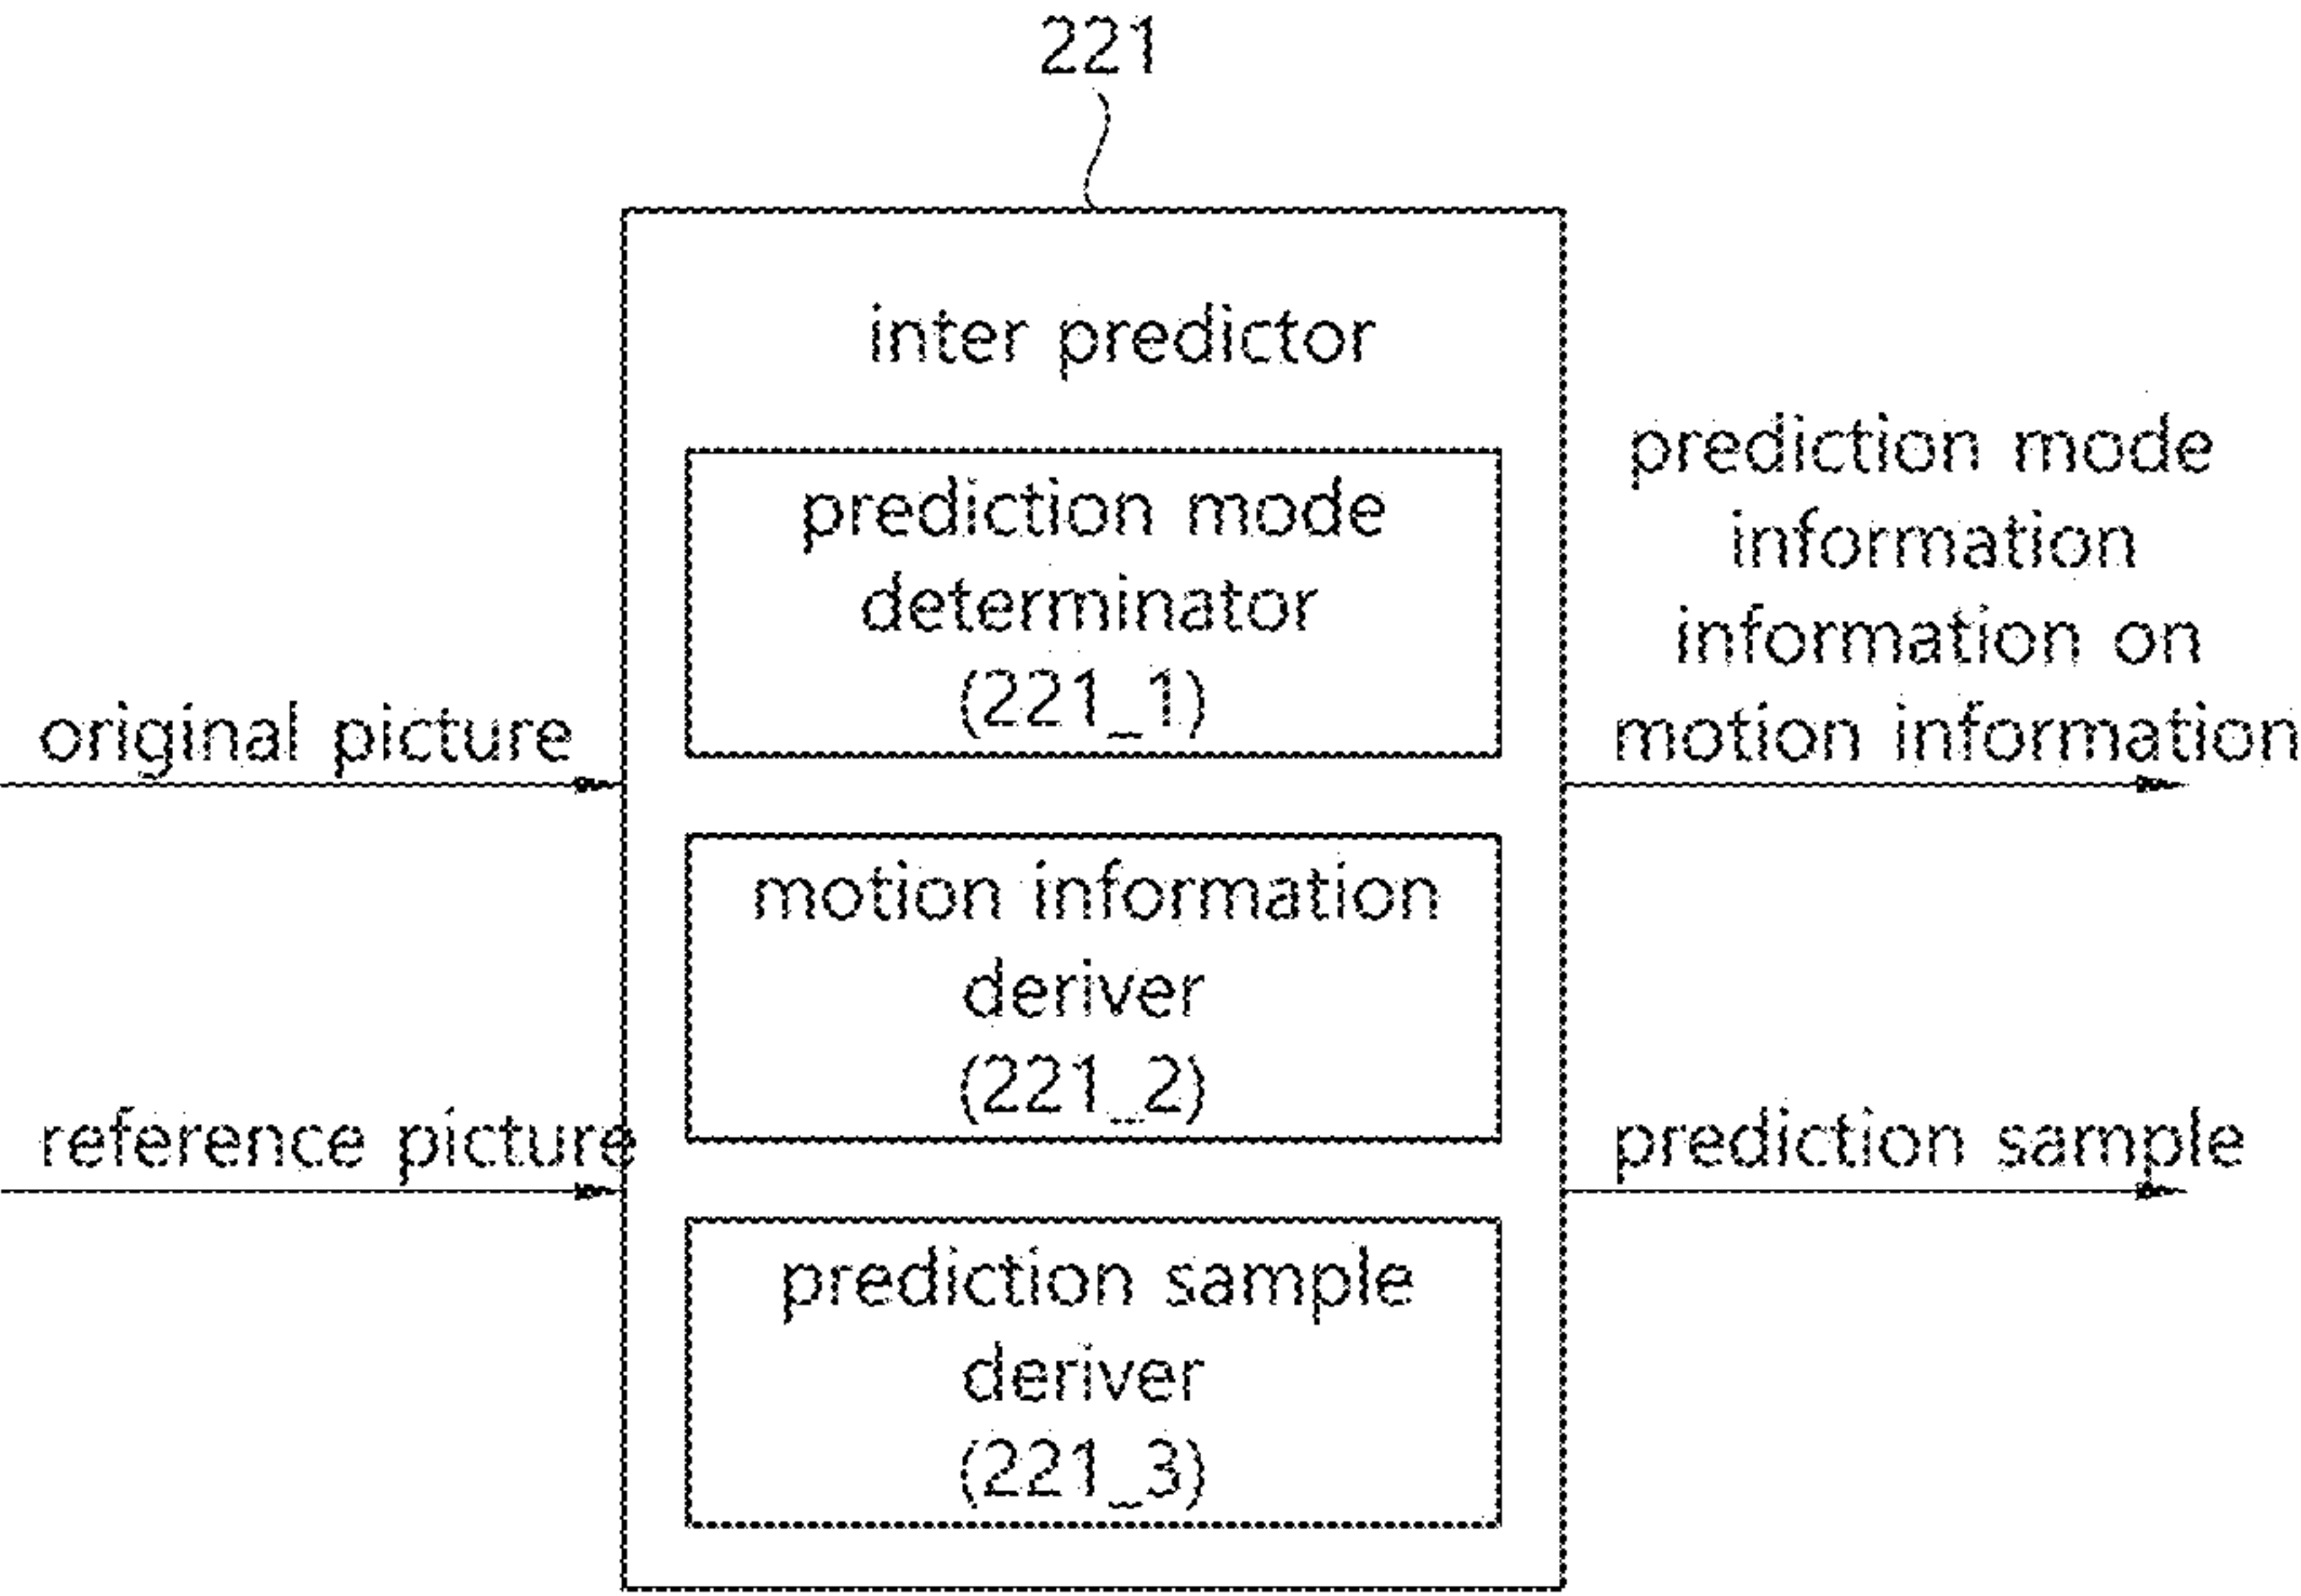 221
inter predictor
prediction mode
determinator
(221_1)
motion information
deriver
(221_2)
prediction sample
deriver
(221_3)
original picture
reference picture
prediction mode
information
information on
motion information
prediction sample